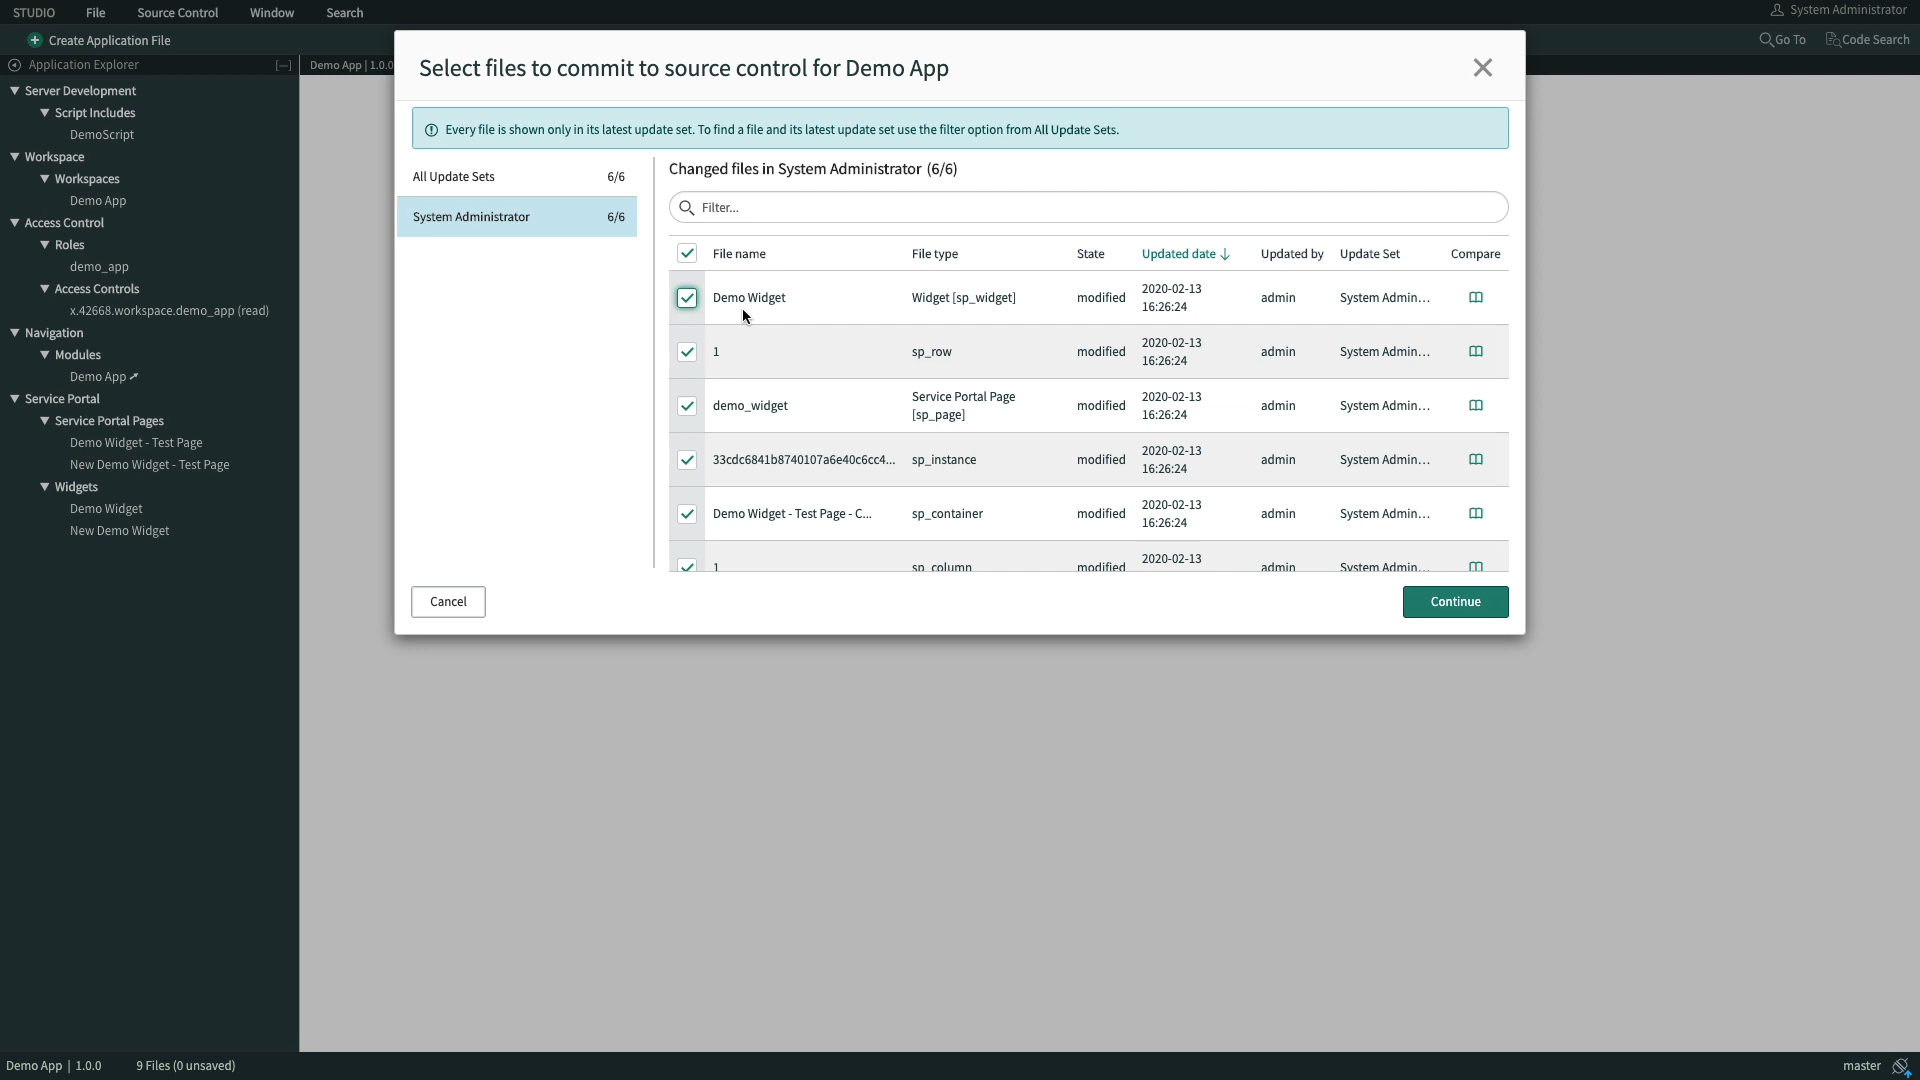 STUDIO File Source Control Window Search System Administrator
Create Application File Go To Code Search
Application Explorer [—] Demo App | 1.0.0
Select files to commit to source control for Demo App
Every file is shown only in its latest update set. To find a file and its latest update set use the filter option from All Update Sets.
Server Development
Script Includes
DemoScript
Workspace
Workspaces
Demo App
Access Control
Roles
demo_app
Access Controls
x.42668.workspace.demo_app (read)
Navigation
Modules
Demo App
Service Portal
Service Portal Pages
Demo Widget - Test Page
New Demo Widget - Test Page
Widgets
Demo Widget
New Demo Widget
All Update Sets 6/6
System Administrator 6/6
Changed files in System Administrator (6/6)
Filter...
File name File type State Updated date Updated by Update Set Compare
Demo Widget Widget [sp_widget] modified 2020-02-13 admin System Admin...
16:26:24
1 sp_row modified 2020-02-13 admin System Admin...
16:26:24
demo_widget Service Portal Page modified 2020-02-13 admin System Admin...
[sp_page] 16:26:24
33cdc6841b8740107a6e40c6cc4... sp_instance modified 2020-02-13 admin System Admin...
16:26:24
Demo Widget - Test Page - C... sp_container modified 2020-02-13 admin System Admin...
16:26:24
1 sp_column modified 2020-02-13 admin System Admin...
Cancel Continue
Demo App | 1.0.0 9 Files (0 unsaved) master